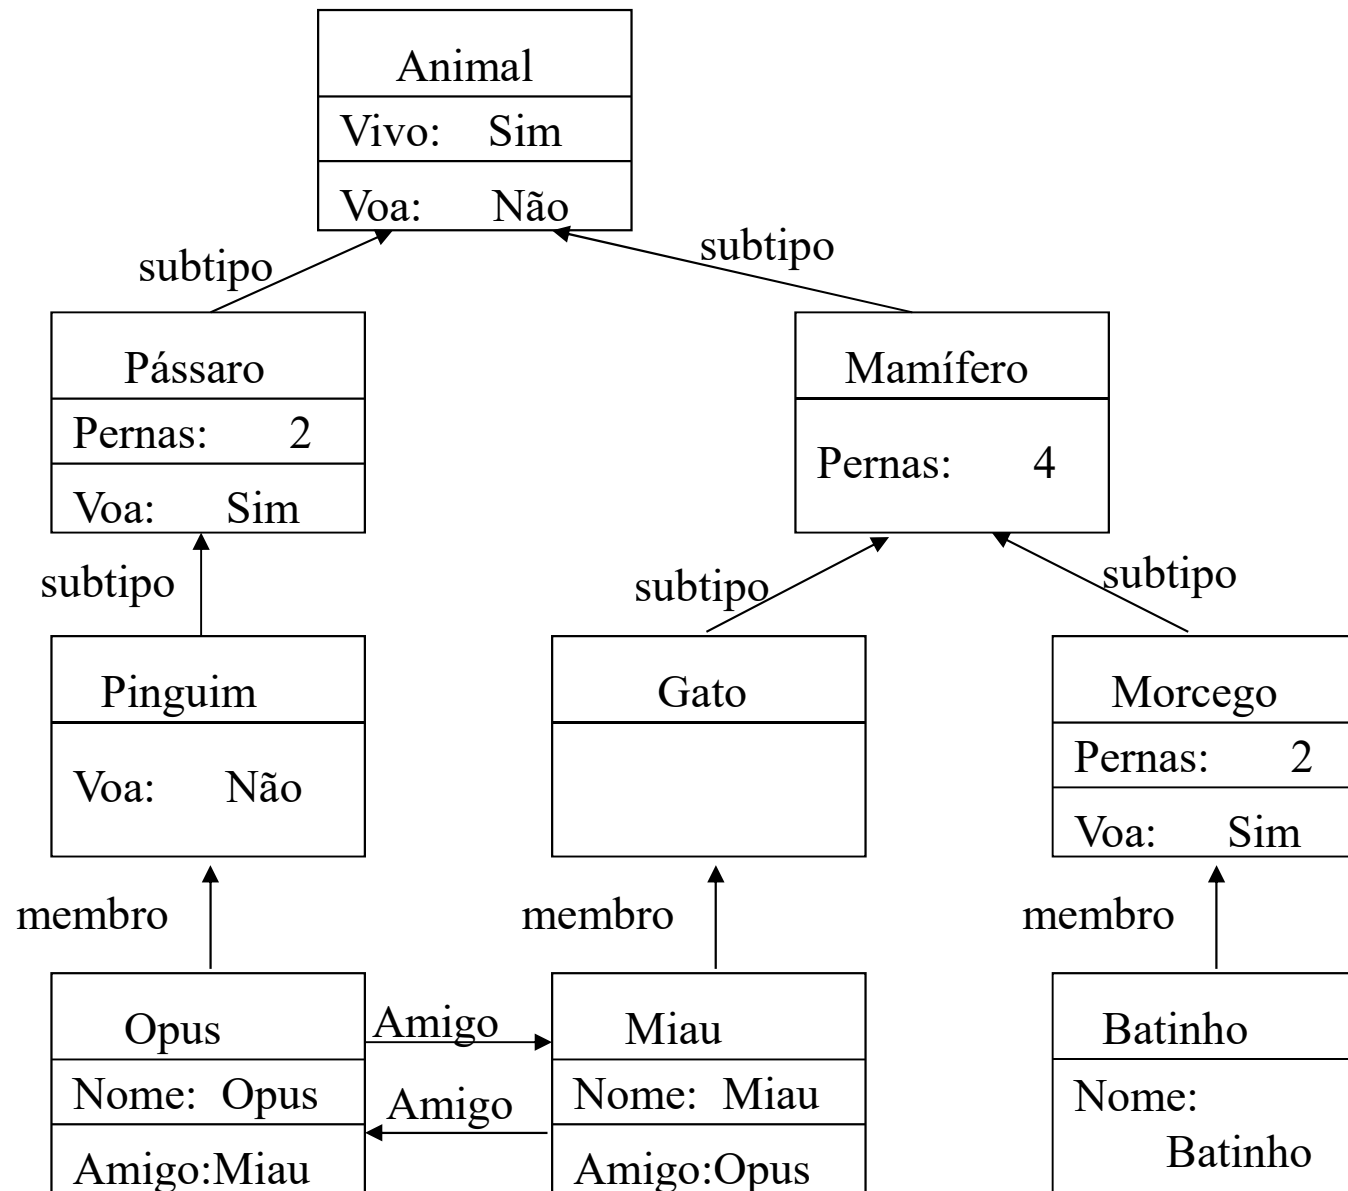 Animal
Vivo: Sim
Voa: Não
subtipo
subtipo
Pássaro
Pernas: 2
Voa: Sim
Mamífero
Pernas: 4
subtipo
subtipo
subtipo
Pinguim
Voa: Não
Gato
Morcego
Pernas: 2
Voa: Sim
membro
membro
membro
Opus
Nome: Opus
Amigo:Miau
Amigo
Amigo
Miau
Nome: Miau
Amigo:Opus
Batinho
Nome:
Batinho